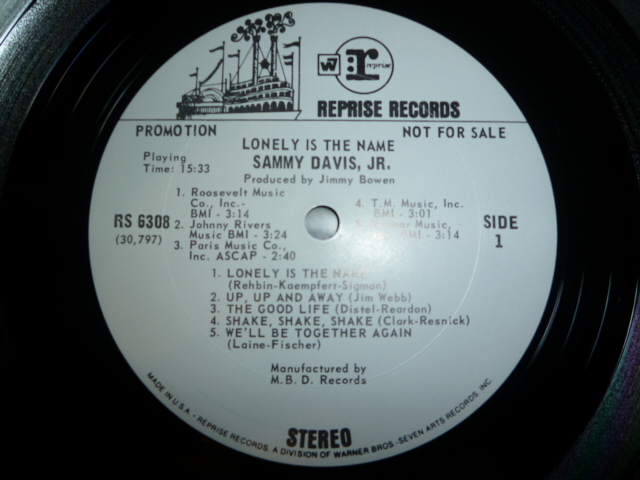 W7 r reprise
REPRISE RECORDS
PROMOTION NOT FOR SALE
LONELY IS THE NAME
SAMMY DAVIS, JR.
Produced by Jimmy Bowen
Playing
Time: 15:33
1. Roosevelt Music
Co., Inc.-
BMI - 3:14
2. Johnny Rivers
Music BMI - 3:24
3. Paris Music Co.,
Inc. ASCAP - 2:40
4. T.M. Music, Inc.
BMI - 3:01
Music,
BMI - 3:14
RS 6308
(30,797)
SIDE
1
1. LONELY IS THE NAME
(Rehbin-Kaempfert-Sigman)
2. UP, UP AND AWAY (Jim Webb)
3. THE GOOD LIFE (Distel-Reardon)
4. SHAKE, SHAKE, SHAKE (Clark-Resnick)
5. WE'LL BE TOGETHER AGAIN
(Laine-Fischer)
Manufactured by
M.B.D. Records
STEREO
MADE IN U.S.A. - REPRISE RECORDS, A DIVISION OF WARNER BROS.-SEVEN ARTS RECORDS, INC.